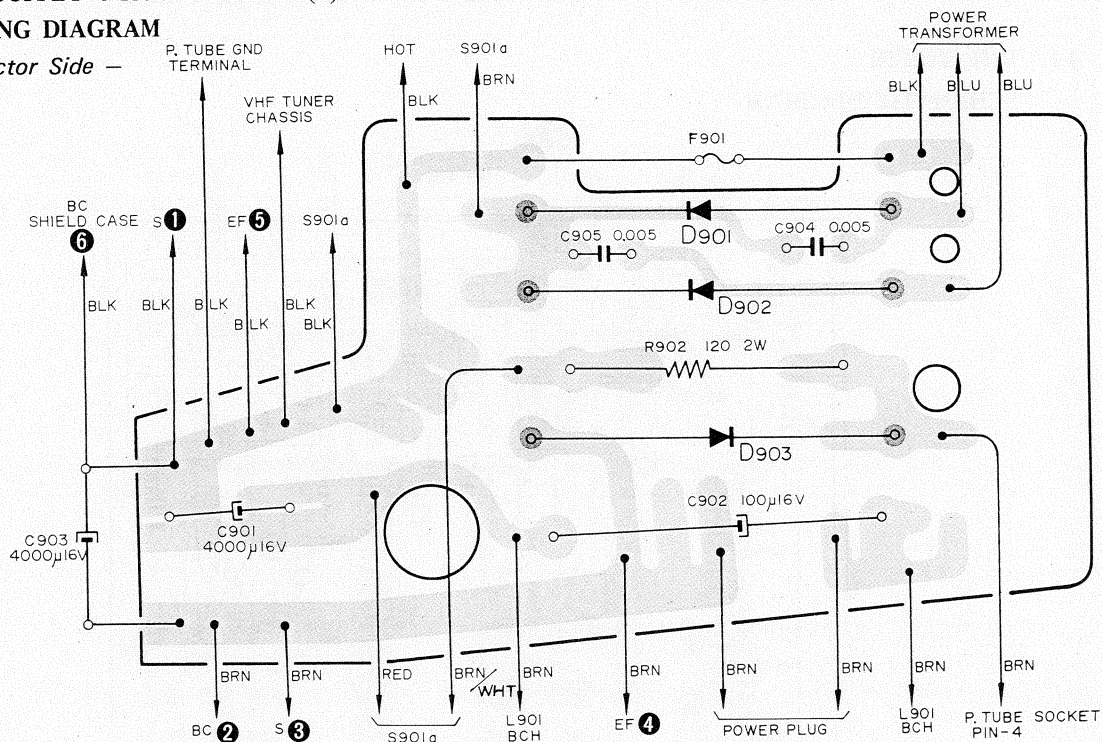 NG DIAGRAM
ctor Side –
P. TUBE GND
TERMINAL
HOT
S901a
POWER
TRANSFORMER
BLK
BRN
BLK
BLU
BLU
VHF TUNER
CHASSIS
F901
BC
SHIELD CASE
6
S 1
EF 5
S901a
D901
C905 0.005
C904 0.005
D902
BLK
BLK
BLK
BLK
BLK
BLK
R902 120 2W
D903
C902 100µ16V
C903
4000µ16V
C901
4000µ16V
BRN
BRN
RED
BRN
/WHT
BRN
BRN
BRN
BRN
BRN
BRN
BC 2
S 3
S901a
L901
BCH
EF 4
POWER PLUG
L901
BCH
P. TUBE SOCKET
PIN-4